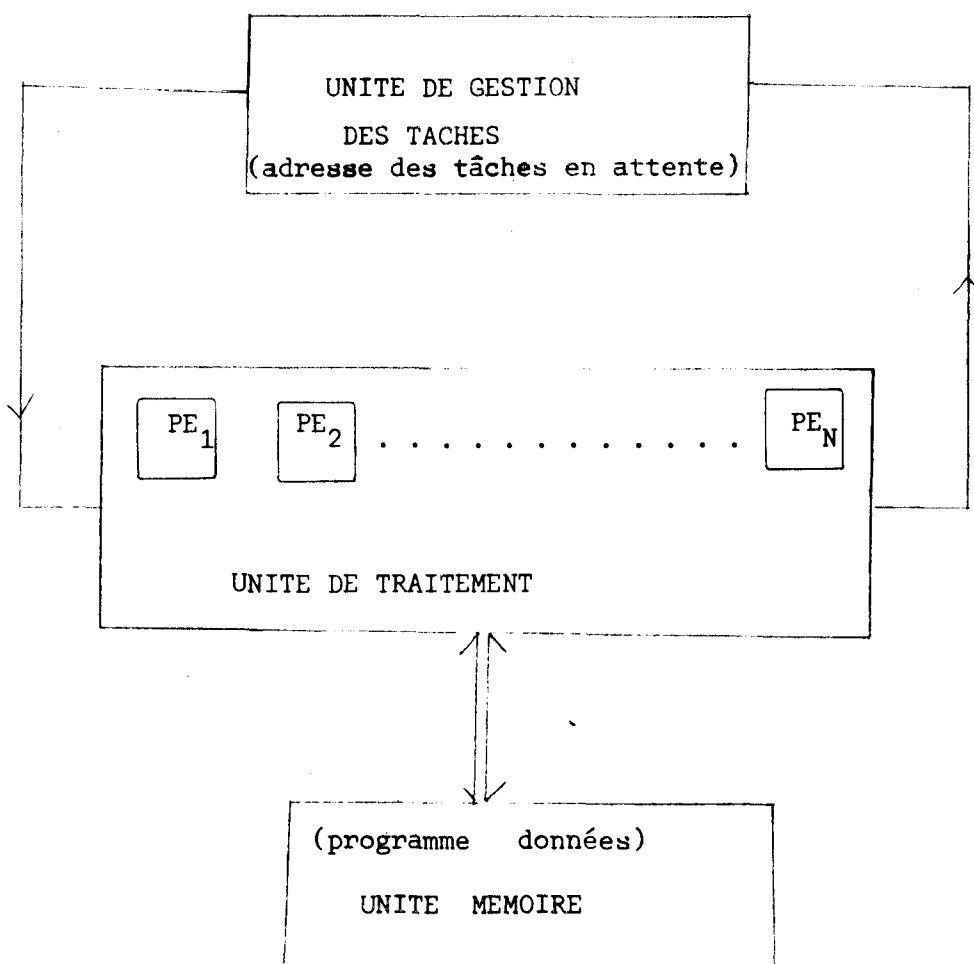 UNITE DE GESTION
DES TACHES
(adresse des tâches en attente)
PE1 PE2 . . . . . . . . . . . . . PEN
UNITE DE TRAITEMENT
(programme données)
UNITE MEMOIRE